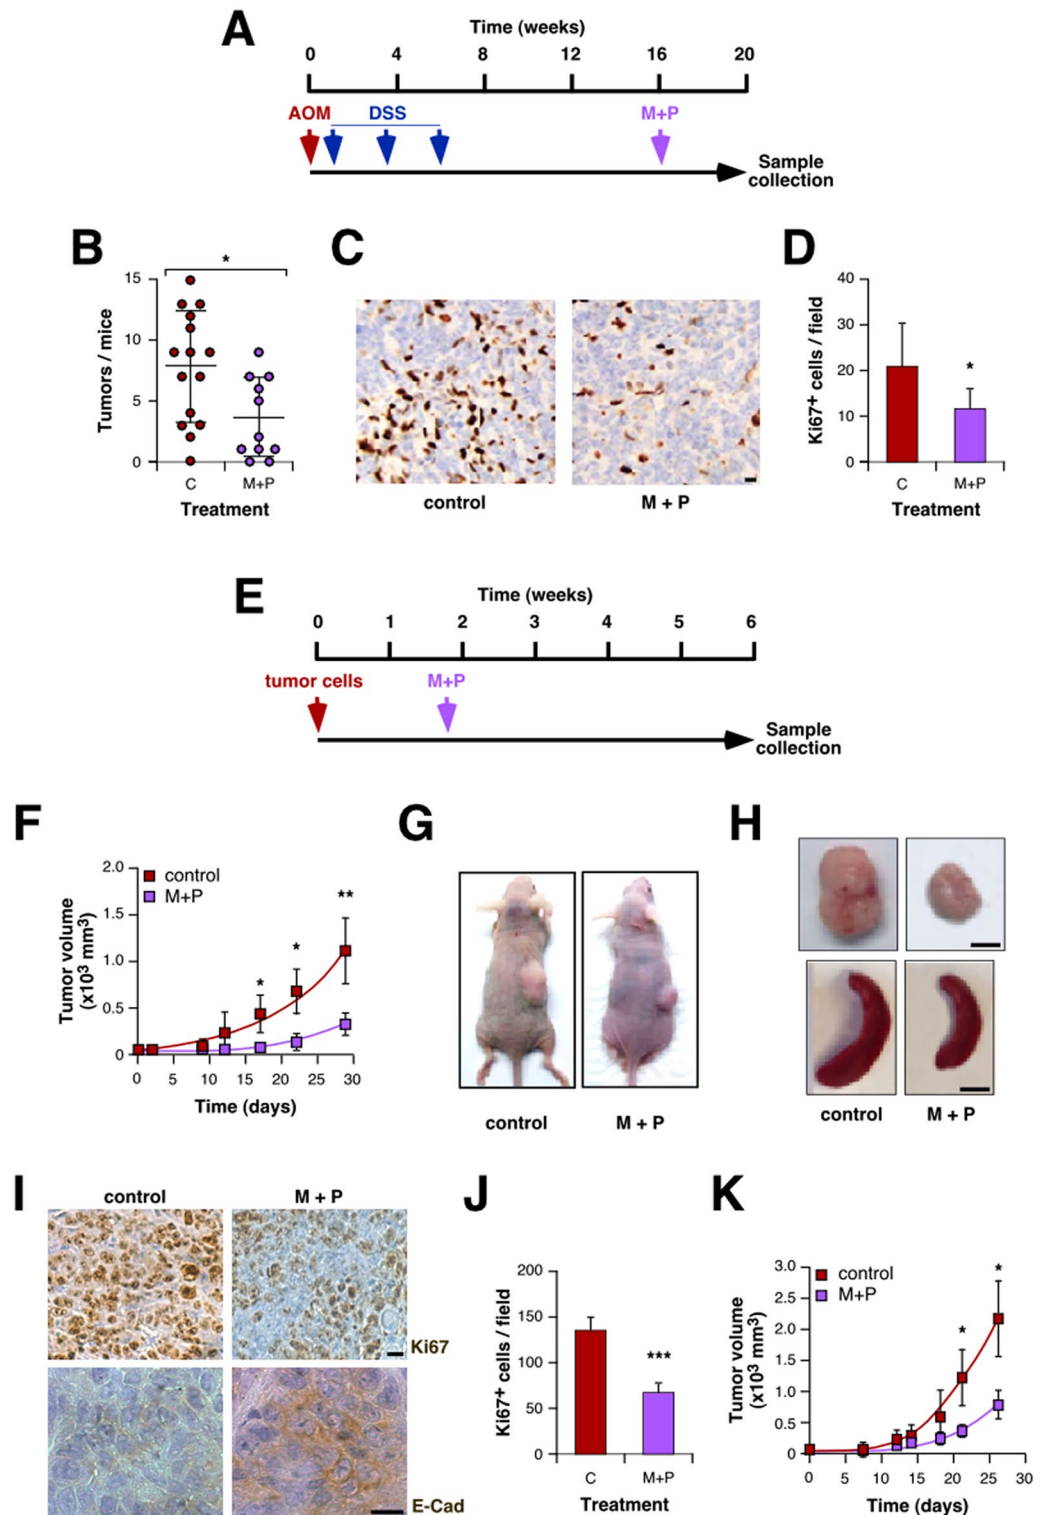 A
Time (weeks)
0 4 8 12 16 20
AOM DSS M+P
Sample
collection
B
*
Tumors / mice
15
10
5
0
C M+P
Treatment
C
control M + P
D
Ki67+ cells / field
40
30
20
10
0
*
C M+P
Treatment
E
Time (weeks)
0 1 2 3 4 5 6
tumor cells M+P
Sample
collection
F
Tumor volume
(x10³ mm³)
2.0
1.5
1.0
0.5
0
control
M+P
* * **
0 5 10 15 20 25 30
Time (days)
G
control M + P
H
control M + P
I
control M + P
Ki67
E-Cad
J
Ki67+ cells / field
200
150
100
50
0
***
C M+P
Treatment
K
Tumor volume
(x10³ mm³)
3.0
2.5
2.0
1.5
1.0
0.5
0
control
M+P
* *
0 5 10 15 20 25 30
Time (days)